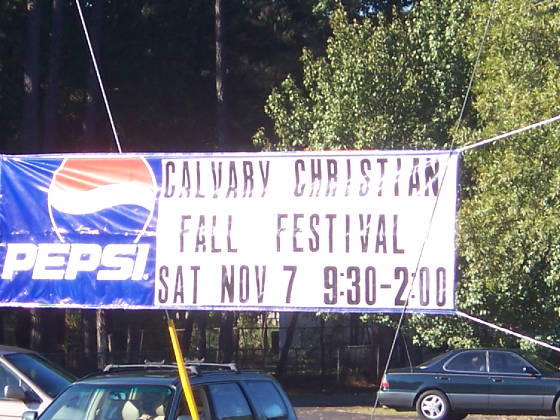 CALVARY CHRISTIAN
FALL FESTIVAL
PEPSI
SAT NOV 7 9:30-2:00